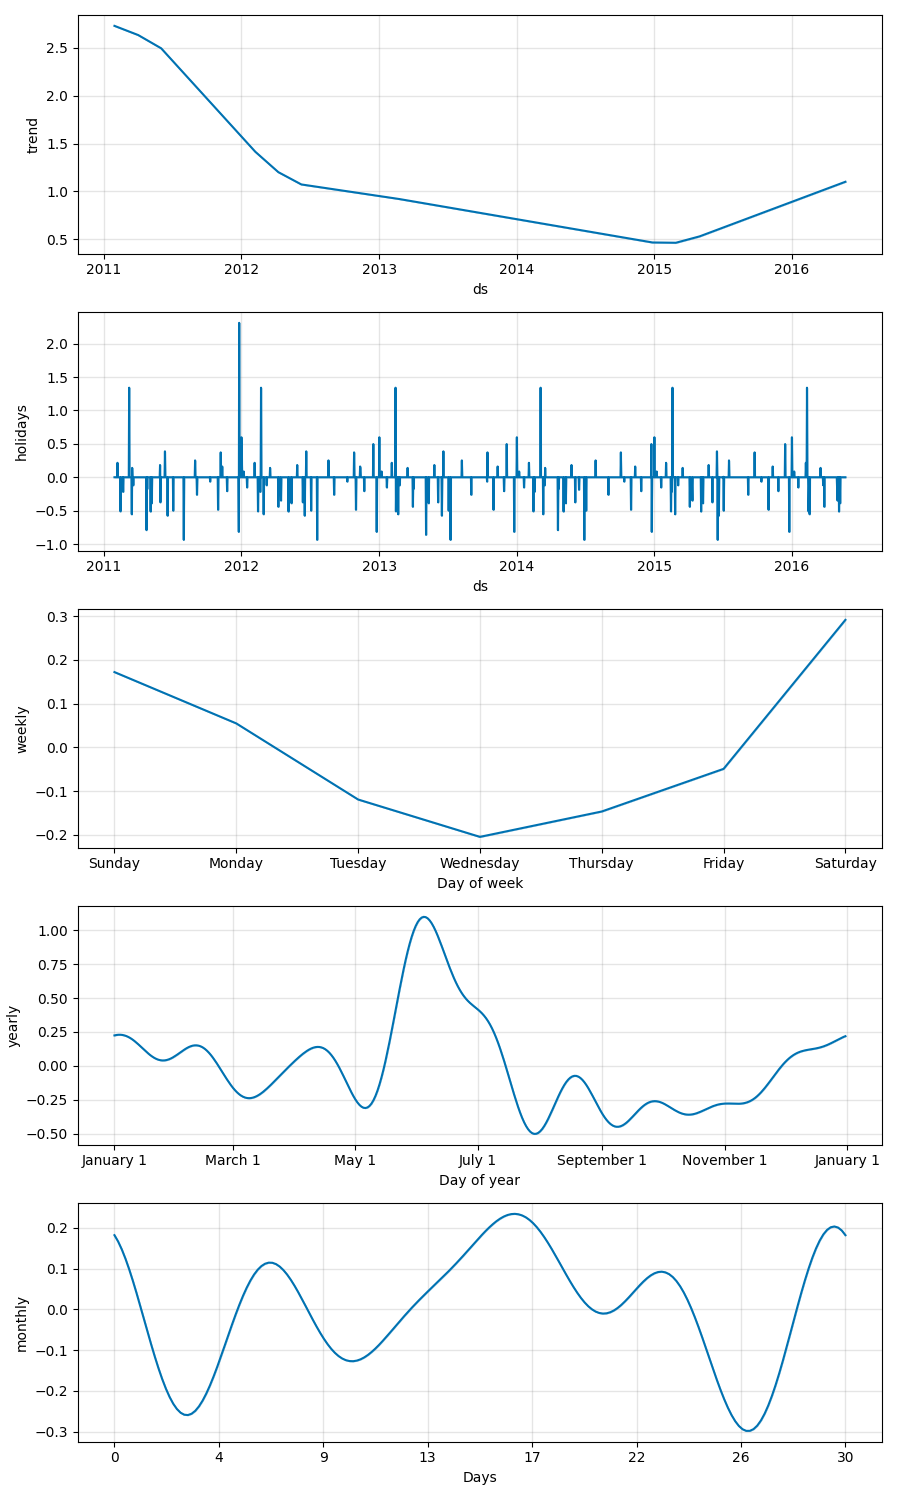 2.5
2.0
1.5
1.0
0.5
trend
2011 2012 2013 2014 2015 2016
ds
2.0
1.5
1.0
0.5
0.0
−0.5
−1.0
holidays
2011 2012 2013 2014 2015 2016
ds
0.3
0.2
0.1
0.0
−0.1
−0.2
weekly
Sunday Monday Tuesday Wednesday Thursday Friday Saturday
Day of week
1.00
0.75
0.50
0.25
0.00
−0.25
−0.50
yearly
January 1 March 1 May 1 July 1 September 1 November 1 January 1
Day of year
0.2
0.1
0.0
−0.1
−0.2
−0.3
monthly
0 4 9 13 17 22 26 30
Days